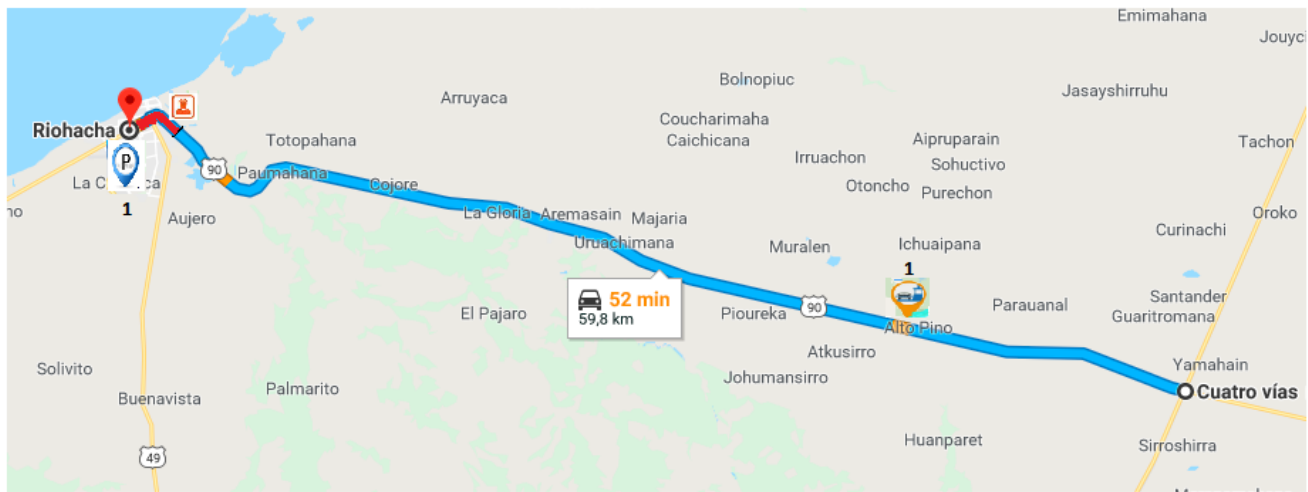 Emimahana
Jouyci
Bolnopiuc
Jasayshirruhu
Arruyaca
Coucharimaha
Caichicana
Riohacha
Totopahana
Aipruparain
Tachon
Irruachon
Sohuctivo
P
90
Paumahana
La C
Cojore
Otoncho
Purechon
1
Aujero
La Gloria
Aremasain
Majaria
Oroko
no
Uruachimana
Muralen
Ichuaipana
Curinachi
1
52 min
59,8 km
El Pajaro
Pioureka
90
Parauanal
Santander
Guaritromana
Alto Pino
Atkusirro
Solivito
Johumansirro
Yamahain
Buenavista
Palmarito
Cuatro vías
Huanparet
Sirroshirra
49